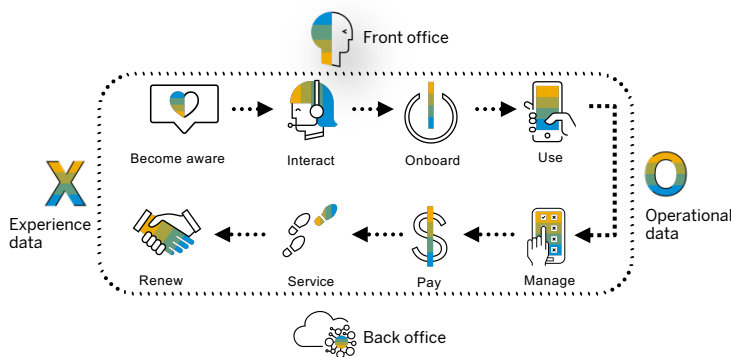 Front office
Become aware
Interact
Onboard
Use
X
Experience
data
O
Operational
data
Renew
Service
Pay
Manage
Back office